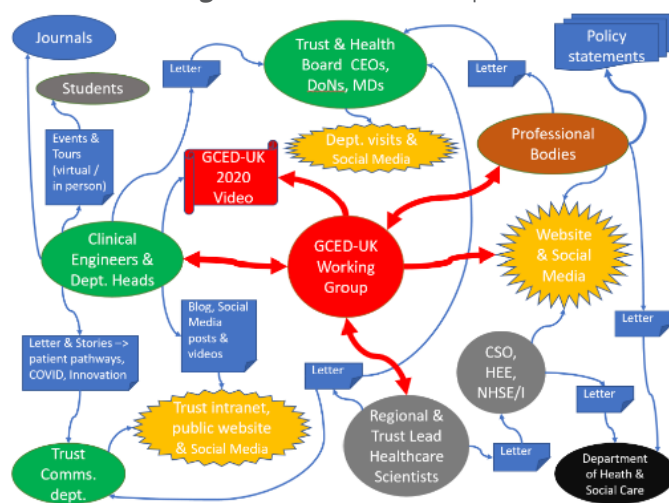 Journals
Letter
Trust & Health
Board CEOs,
DoNs, MDs
Letter
Policy
statements
Students
Events &
Tours
(virtual /
in person)
Dept. visits &
Social Media
GCED-UK
2020
Video
Professional
Bodies
Clinical
Engineers &
Dept. Heads
GCED-UK
Working
Group
Website
& Social
Media
Blog, Social
Media
posts &
videos
Letter & Stories –>
patient pathways,
COVID, Innovation
Letter
Letter
CSO,
HEE,
NHSE/I
Trust intranet,
public website
& Social Media
Regional &
Trust Lead
Healthcare
Scientists
Letter
Letter
Trust
Comms.
dept.
Department
of Heath &
Social Care